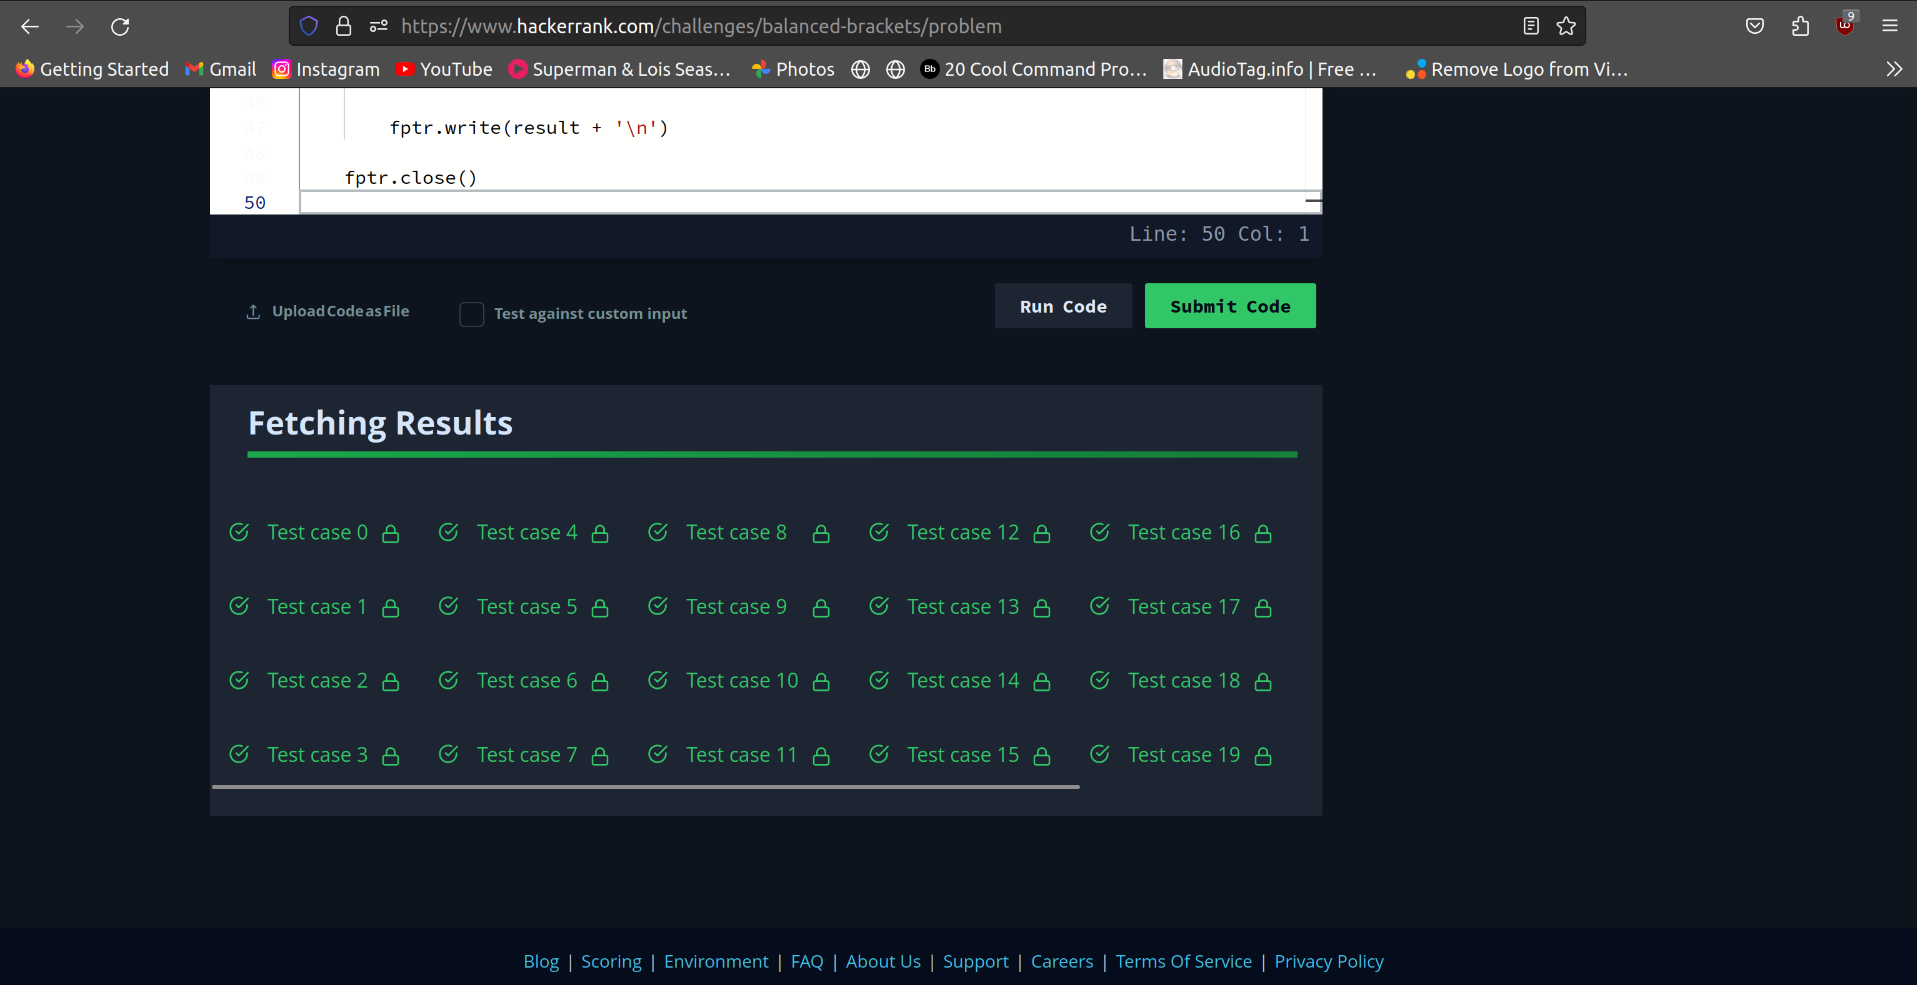 https://www.hackerrank.com/challenges/balanced-brackets/problem
9
Getting Started Gmail Instagram YouTube Superman & Lois Seas... Photos Bb 20 Cool Command Pro... AudioTag.info | Free ... Remove Logo from Vi...
46
47 fptr.write(result + '\n')
48
49 fptr.close()
50
Line: 50 Col: 1
Upload Code as File Test against custom input Run Code Submit Code
Fetching Results
Test case 0 Test case 4 Test case 8 Test case 12 Test case 16
Test case 1 Test case 5 Test case 9 Test case 13 Test case 17
Test case 2 Test case 6 Test case 10 Test case 14 Test case 18
Test case 3 Test case 7 Test case 11 Test case 15 Test case 19
Blog | Scoring | Environment | FAQ | About Us | Support | Careers | Terms Of Service | Privacy Policy